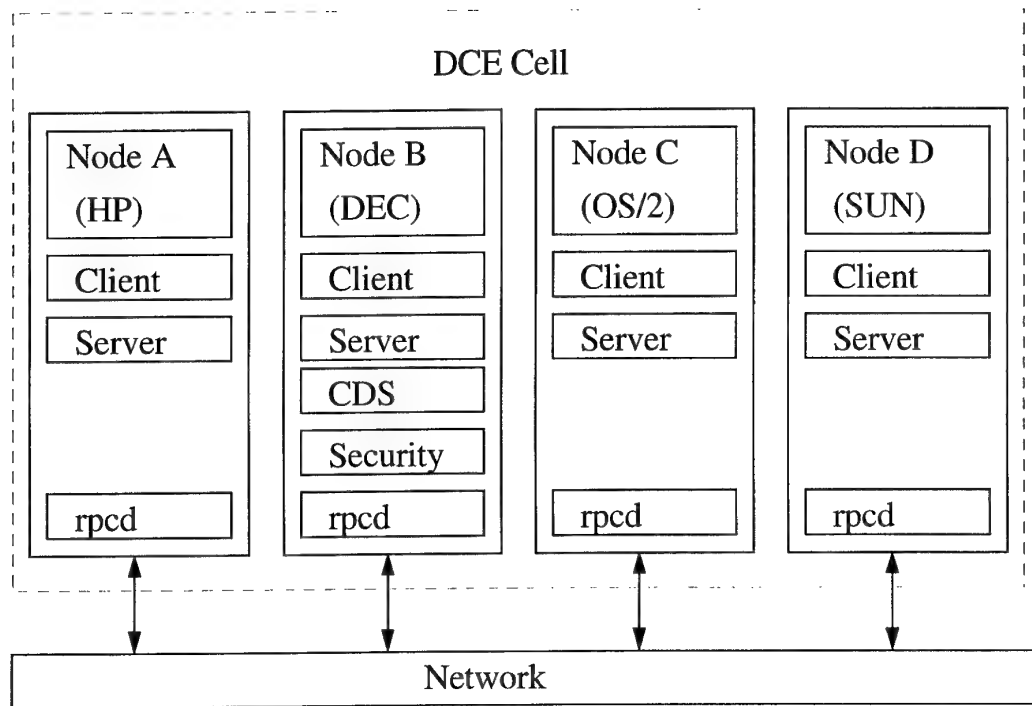 DCE Cell
Node A
(HP)
Client
Server
rpcd
Node B
(DEC)
Client
Server
CDS
Security
rpcd
Node C
(OS/2)
Client
Server
rpcd
Node D
(SUN)
Client
Server
rpcd
Network